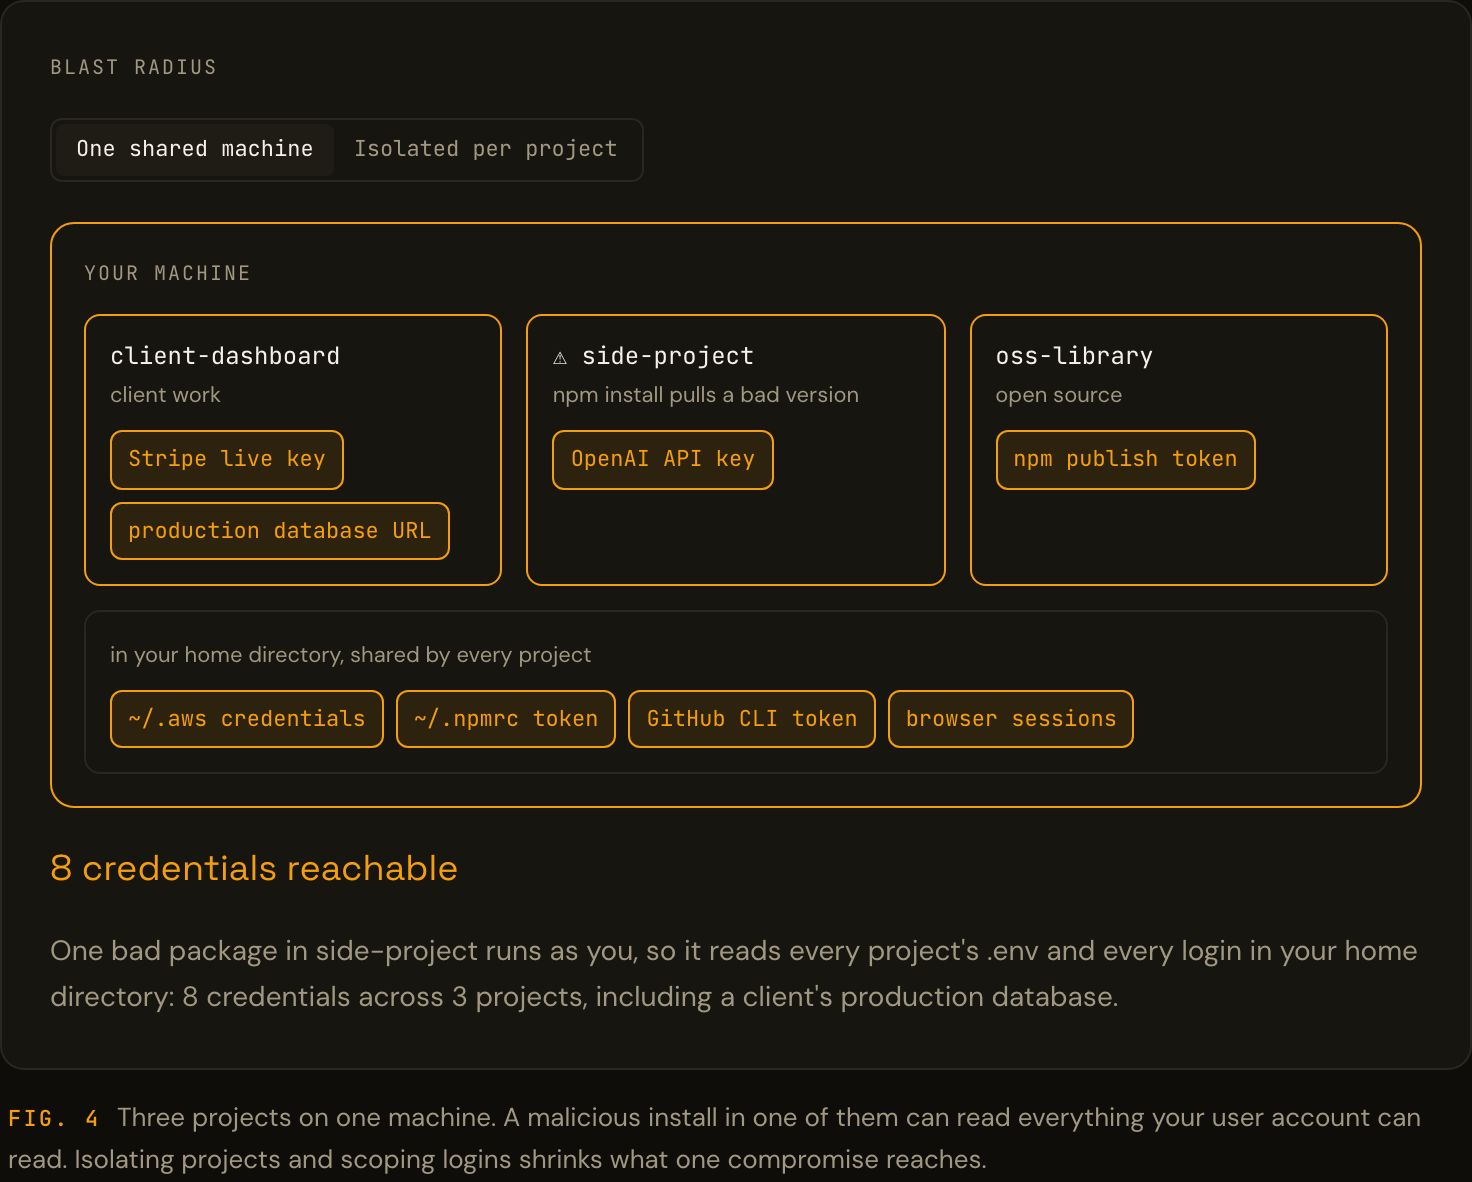 BLAST RADIUS
One shared machine
Isolated per project
YOUR MACHINE
client-dashboard
client work
Stripe live key
production database URL
⚠ side-project
npm install pulls a bad version
OpenAI API key
oss-library
open source
npm publish token
in your home directory, shared by every project
~/.aws credentials
~/.npmrc token
GitHub CLI token
browser sessions
8 credentials reachable
One bad package in side-project runs as you, so it reads every project's .env and every login in your home
directory: 8 credentials across 3 projects, including a client's production database.
FIG. 4 Three projects on one machine. A malicious install in one of them can read everything your user account can
read. Isolating projects and scoping logins shrinks what one compromise reaches.